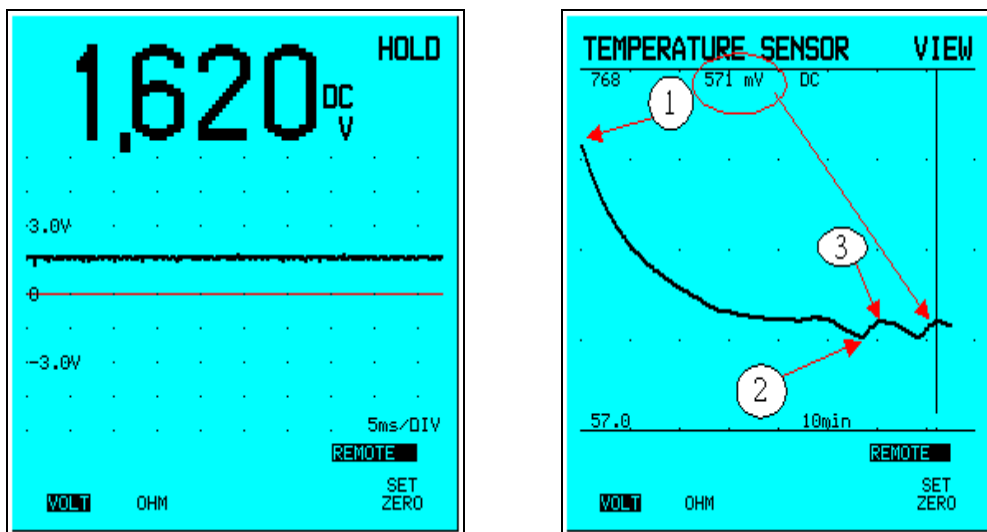 HOLD
1,620 DC V
3.0V
0
-3.0V
5ms/DIV
REMOTE
VOLT OHM SET ZERO
TEMPERATURE SENSOR VIEW
768 571 mV DC
1
3
2
57.0 10min
REMOTE
VOLT OHM SET ZERO